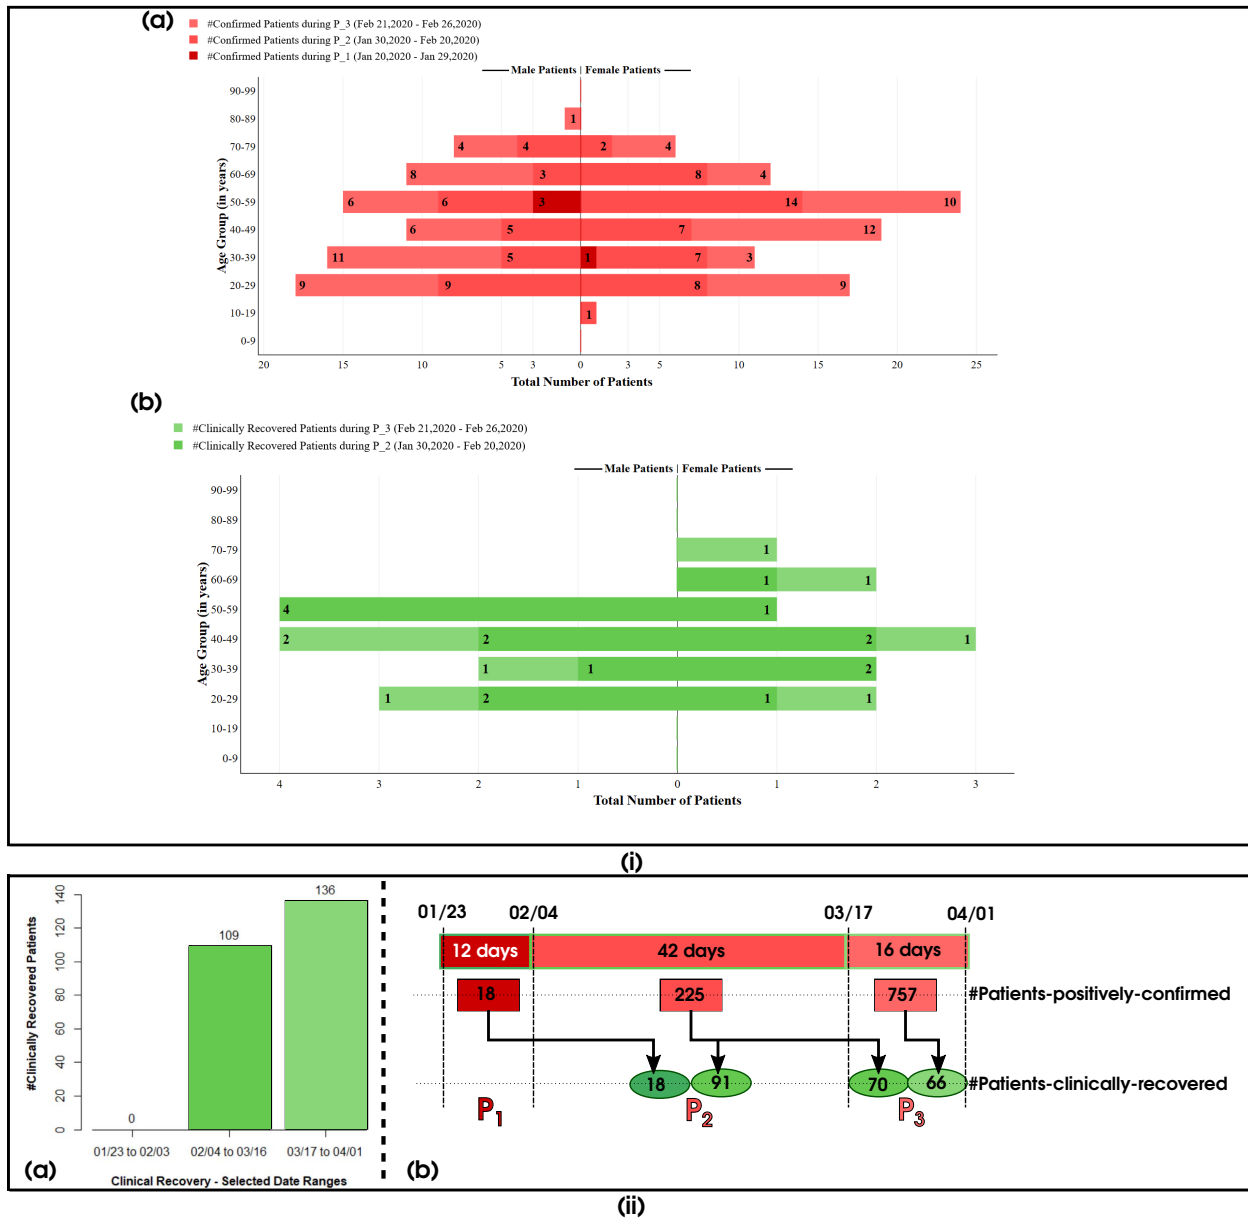 (a)
#Confirmed Patients during P_3 (Feb 21,2020 - Feb 26,2020)
#Confirmed Patients during P_2 (Jan 30,2020 - Feb 20,2020)
#Confirmed Patients during P_1 (Jan 20,2020 - Jan 29,2020)
Male Patients | Female Patients
Age Group (in years)
90-99
80-89 1
70-79 4 4 2 4
60-69 8 3 8 4
50-59 6 6 3 14 10
40-49 6 5 7 12
30-39 11 5 1 7 3
20-29 9 9 8 9
10-19 1
0-9
20 15 10 5 3 0 3 5 10 15 20 25
Total Number of Patients
(b)
#Clinically Recovered Patients during P_3 (Feb 21,2020 - Feb 26,2020)
#Clinically Recovered Patients during P_2 (Jan 30,2020 - Feb 20,2020)
Male Patients | Female Patients
Age Group (in years)
90-99
80-89
70-79 1
60-69 1 1
50-59 4 1
40-49 2 2 2 1
30-39 1 1 2
20-29 1 2 1 1
10-19
0-9
4 3 2 1 0 1 2 3
Total Number of Patients
(i)
#Clinically Recovered Patients
140
120
100
80
60
40
20
0
0 109 136
01/23 to 02/03 02/04 to 03/16 03/17 to 04/01
Clinical Recovery - Selected Date Ranges
(a)
01/23 02/04 03/17 04/01
12 days 42 days 16 days
18 225 757 #Patients-positively-confirmed
18 91 70 66 #Patients-clinically-recovered
P1 P2 P3
(b)
(ii)